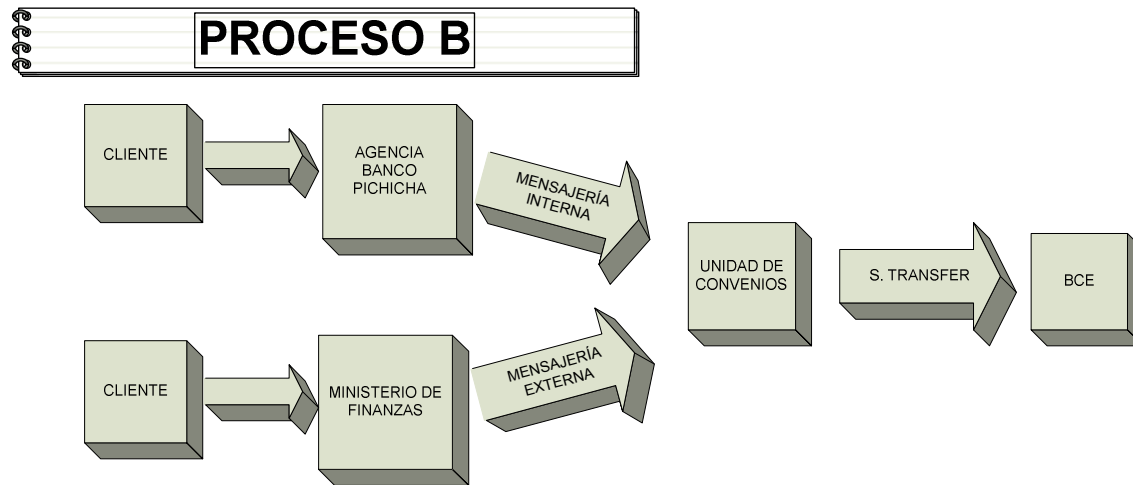 PROCESO B
CLIENTE
AGENCIA
BANCO
PICHICHA
MENSAJERÍA
INTERNA
UNIDAD DE
CONVENIOS
S. TRANSFER
BCE
CLIENTE
MINISTERIO DE
FINANZAS
MENSAJERÍA
EXTERNA